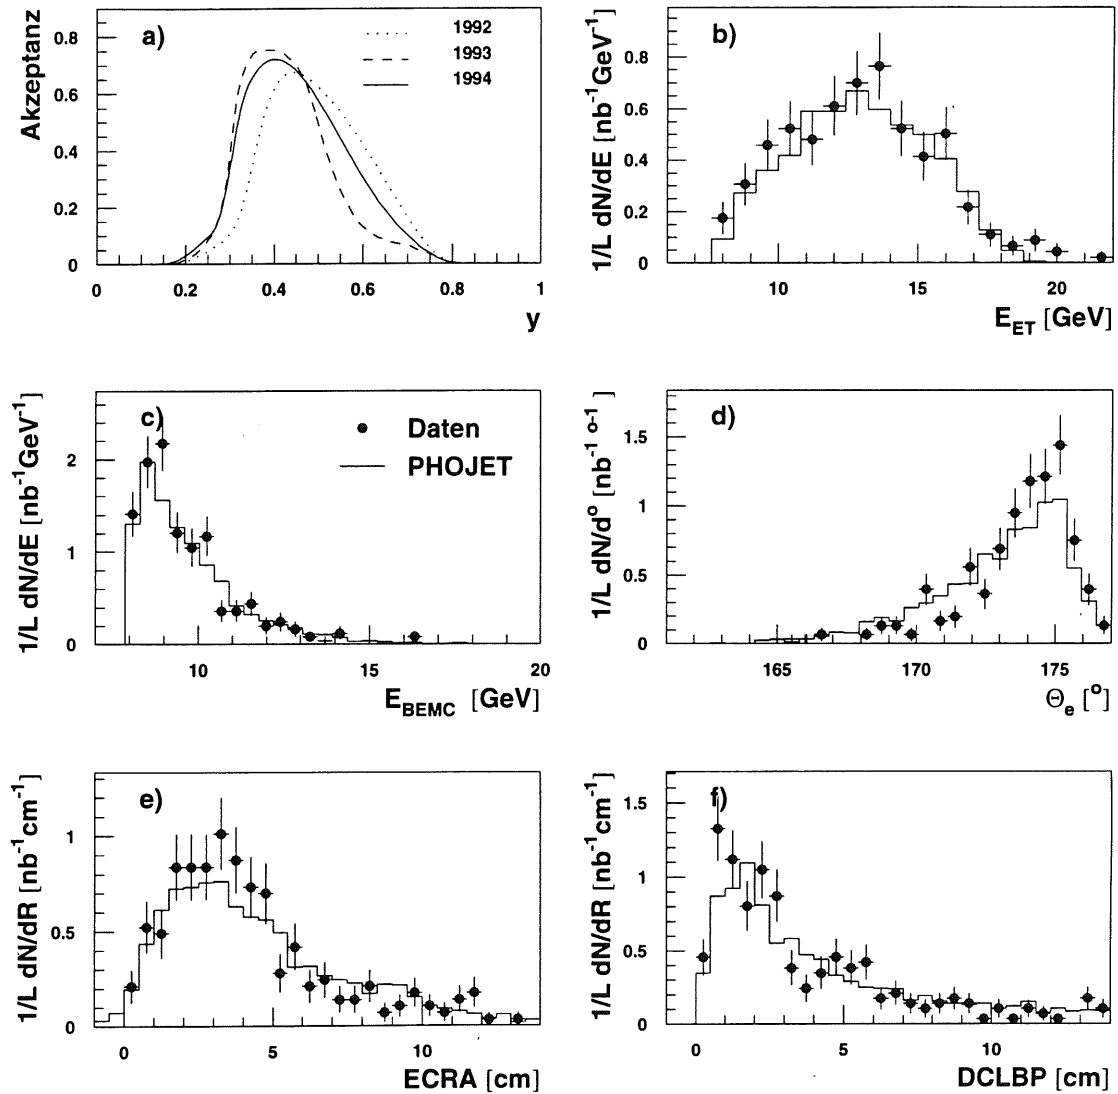 a)
1992
1993
1994
Akzeptanz
0.8
0.6
0.4
0.2
0
0 0.2 0.4 0.6 0.8 1
y
b)
1/L dN/dE [nb⁻¹GeV⁻¹]
0.8
0.6
0.4
0.2
0
10 15 20
E_ET [GeV]
c)
Daten
PHOJET
1/L dN/dE [nb⁻¹GeV⁻¹]
2
1
0
10 15 20
E_BEMC [GeV]
d)
1/L dN/d° [nb⁻¹ °⁻¹]
1.5
1
0.5
0
165 170 175
Θ_e [°]
e)
1/L dN/dR [nb⁻¹cm⁻¹]
1
0.5
0
0 5 10
ECRA [cm]
f)
1/L dN/dR [nb⁻¹cm⁻¹]
1.5
1
0.5
0
0 5 10
DCLBP [cm]